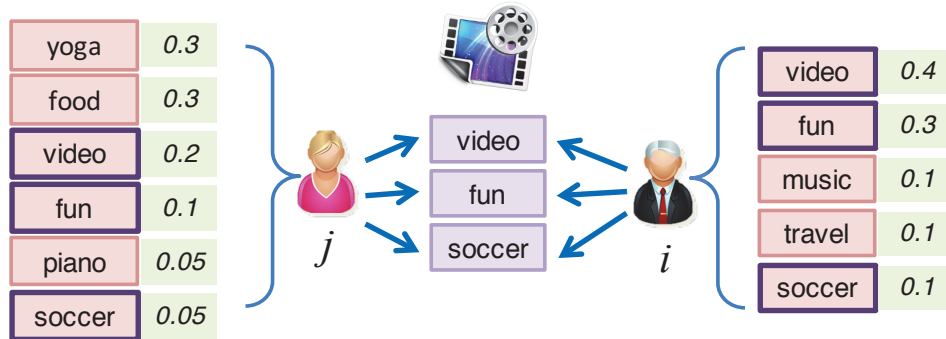 yoga 0.3
food 0.3
video 0.2
fun 0.1
piano 0.05
soccer 0.05
j
video
fun
soccer
i
video 0.4
fun 0.3
music 0.1
travel 0.1
soccer 0.1